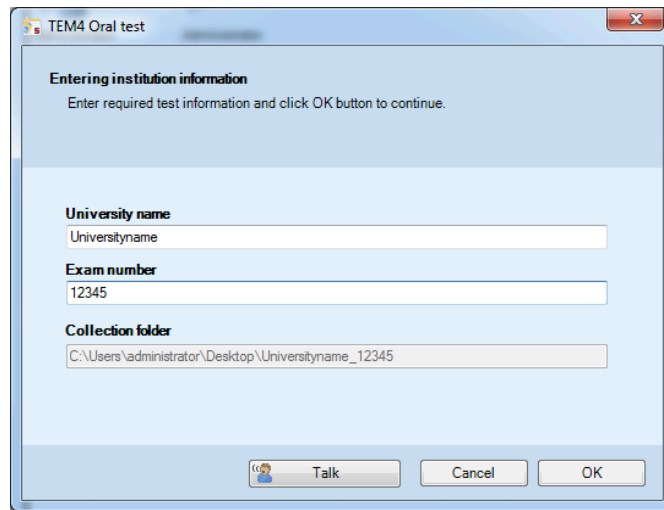 TEM4 Oral test
Entering institution information
Enter required test information and click OK button to continue.
University name
Universityname
Exam number
12345
Collection folder
C:\Users\administrator\Desktop\Universityname_12345
Talk
Cancel
OK